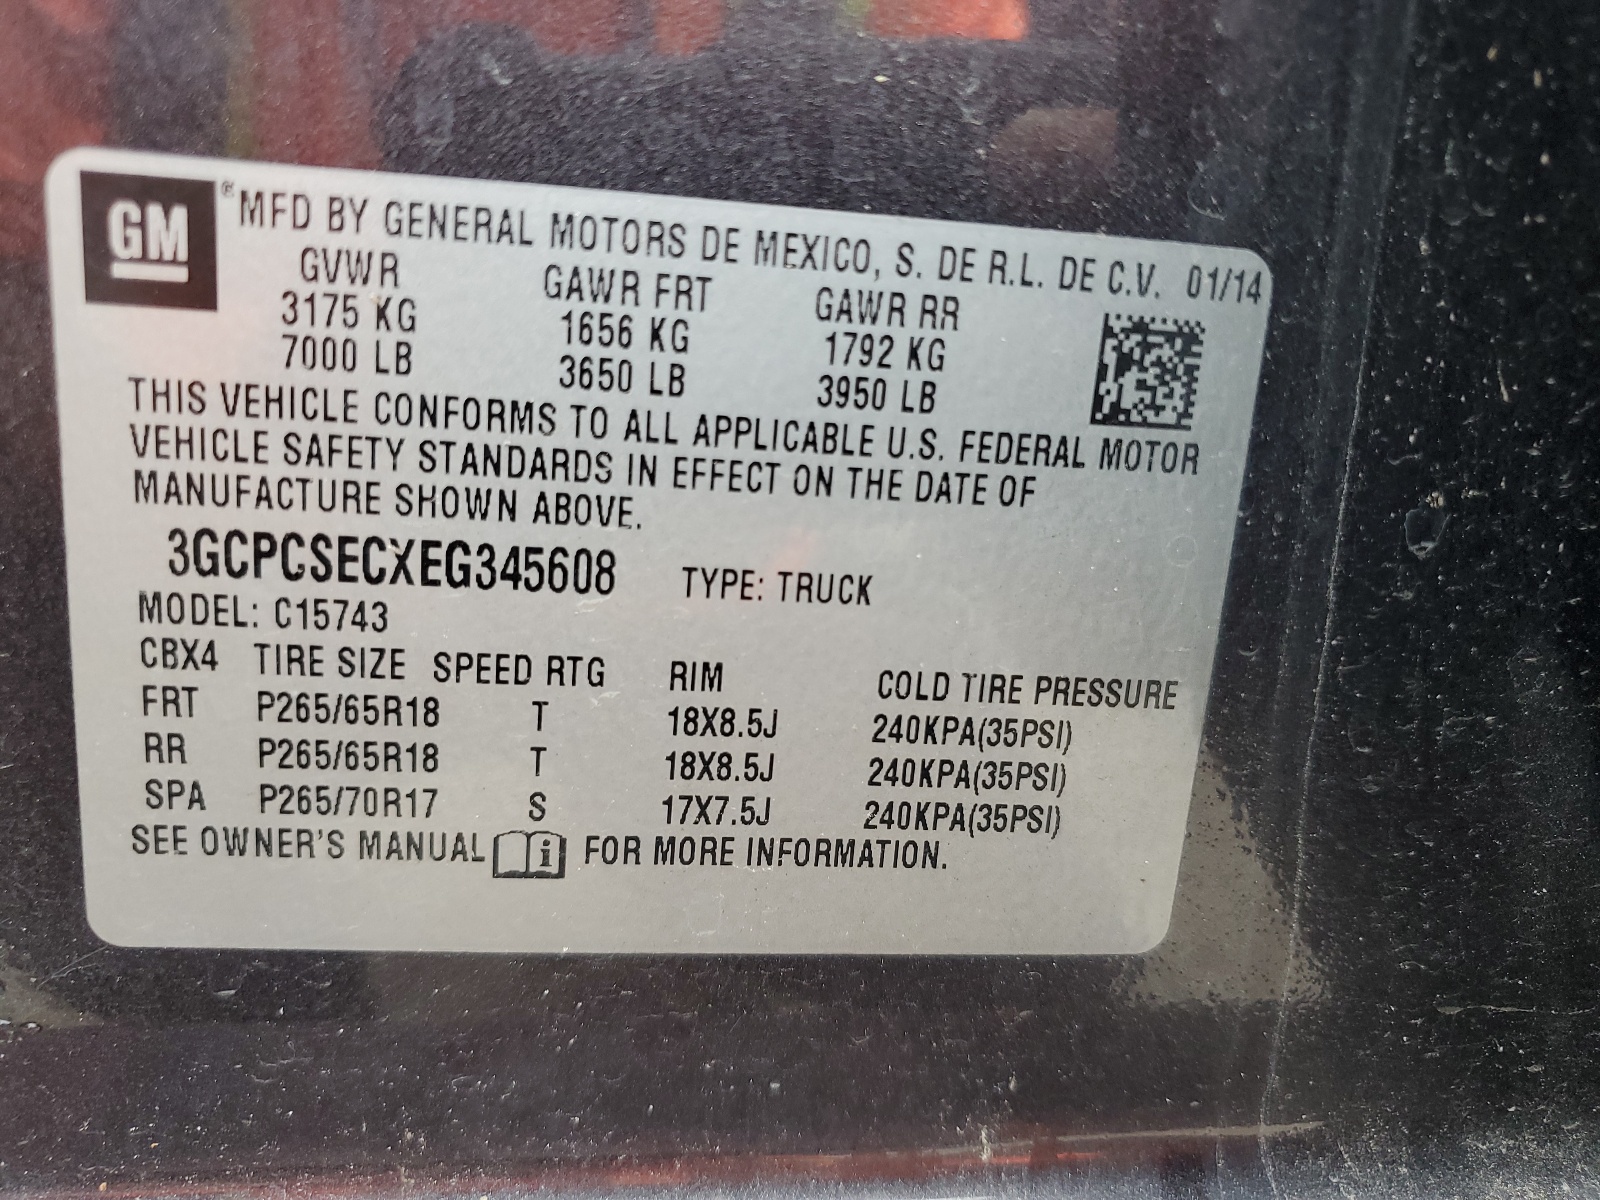 GM ® MFD BY GENERAL MOTORS DE MEXICO, S. DE R.L. DE C.V. 01/14
GVWR GAWR FRT GAWR RR
3175 KG 1656 KG 1792 KG
7000 LB 3650 LB 3950 LB
THIS VEHICLE CONFORMS TO ALL APPLICABLE U.S. FEDERAL MOTOR
VEHICLE SAFETY STANDARDS IN EFFECT ON THE DATE OF
MANUFACTURE SHOWN ABOVE.
3GCPCSECXEG345608 TYPE: TRUCK
MODEL: C15743
CBX4 TIRE SIZE SPEED RTG RIM COLD TIRE PRESSURE
FRT P265/65R18 T 18X8.5J 240KPA(35PSI)
RR P265/65R18 T 18X8.5J 240KPA(35PSI)
SPA P265/70R17 S 17X7.5J 240KPA(35PSI)
SEE OWNER'S MANUAL i FOR MORE INFORMATION.